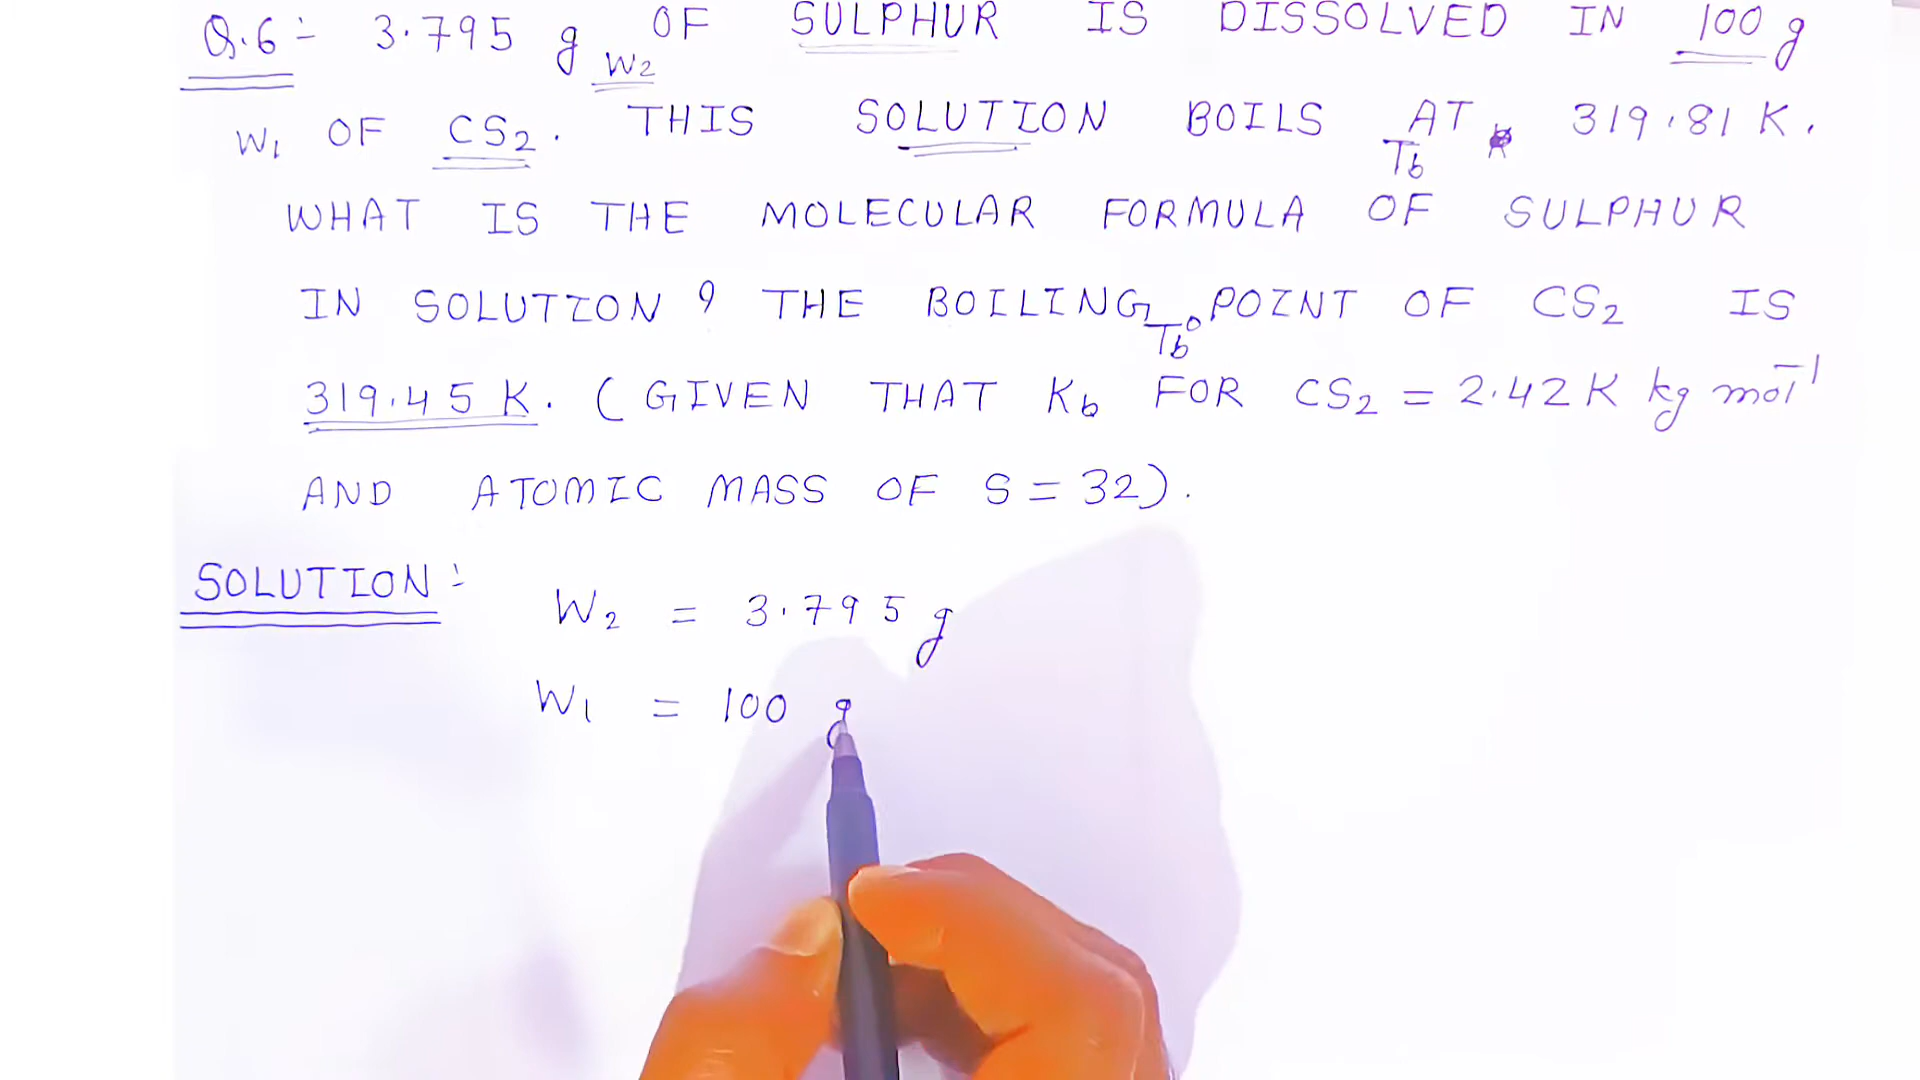 Q.6:- 3.795 g OF SULPHUR IS DISSOLVED IN 100 g
W2
W1 OF CS2. THIS SOLUTION BOILS AT 319.81 K.
Tb
WHAT IS THE MOLECULAR FORMULA OF SULPHUR
IN SOLUTION ? THE BOILING POINT OF CS2 IS
Tb°
319.45 K. (GIVEN THAT Kb FOR CS2 = 2.42 K kg mol⁻¹
AND ATOMIC MASS OF S = 32).
SOLUTION:- W2 = 3.795 g
W1 = 100 g